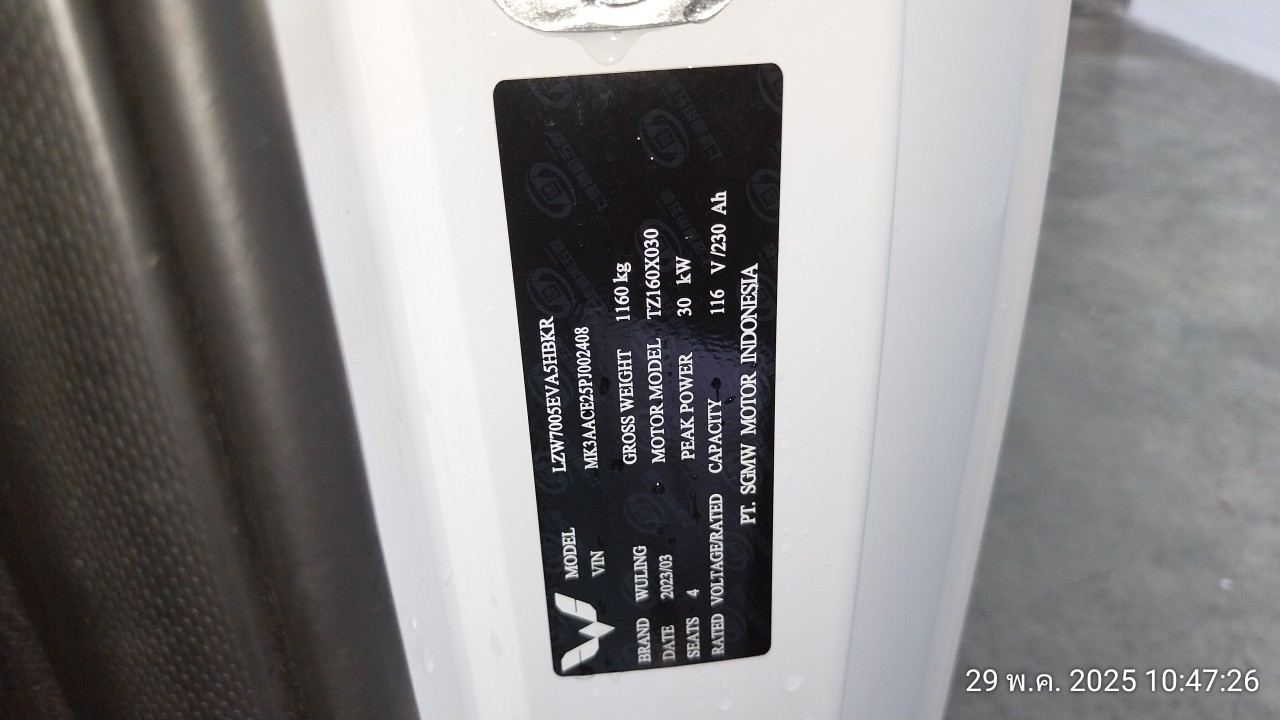 MODEL LZW7005EVA5HBKR
VIN MK3AACE25PJ002408
BRAND WULING GROSS WEIGHT 1160 kg
DATE 2023/03 MOTOR MODEL TZ160X030
SEATS 4 PEAK POWER 30 kW
RATED VOLTAGE/RATED CAPACITY 116 V/230 Ah
PT. SGMW MOTOR INDONESIA
29 พ.ค. 2025 10:47:26